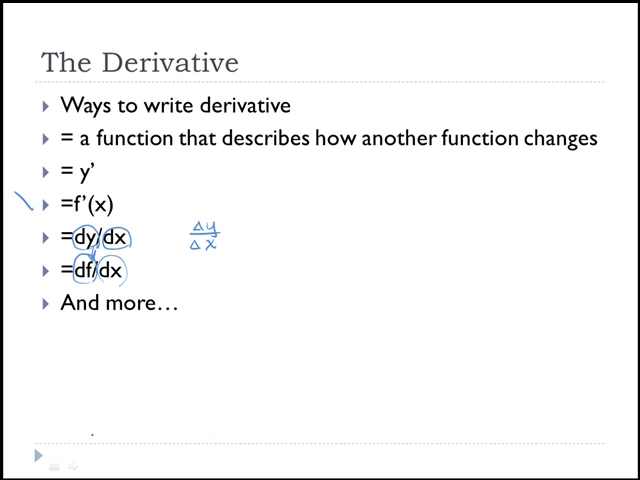 The Derivative
Ways to write derivative
= a function that describes how another function changes
= y’
=f’(x)
=dy/dx
Δy
Δx
=df/dx
And more…